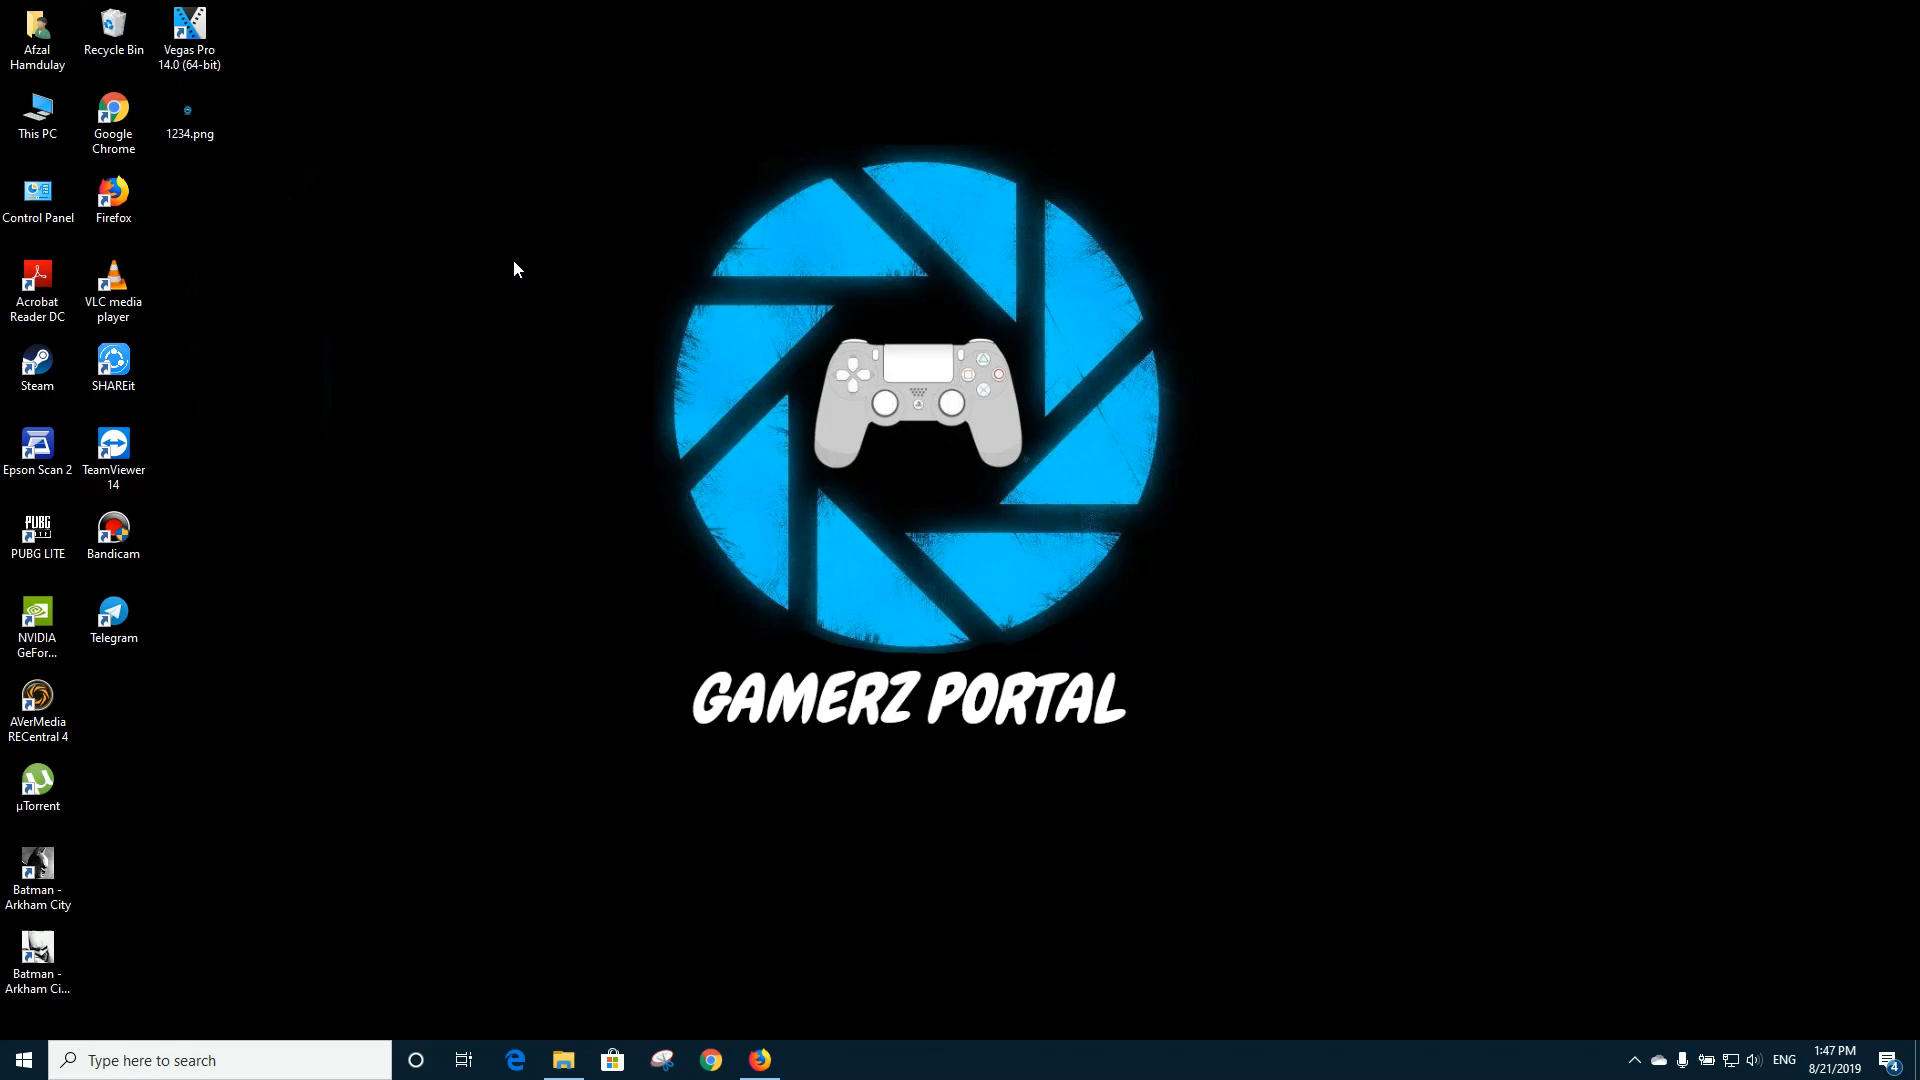 Afzal
Hamdulay
Recycle Bin
Vegas Pro
14.0 (64-bit)
This PC
Google
Chrome
1234.png
Control Panel
Firefox
Acrobat
Reader DC
VLC media
player
Steam
SHAREit
Epson Scan 2
TeamViewer
14
PUBG
LITE
PUBG LITE
Bandicam
NVIDIA
GeFor...
Telegram
AVerMedia
RECentral 4
µTorrent
Batman -
Arkham City
Batman -
Arkham Ci...
GAMERZ PORTAL
Type here to search
ENG
1:47 PM
8/21/2019
4